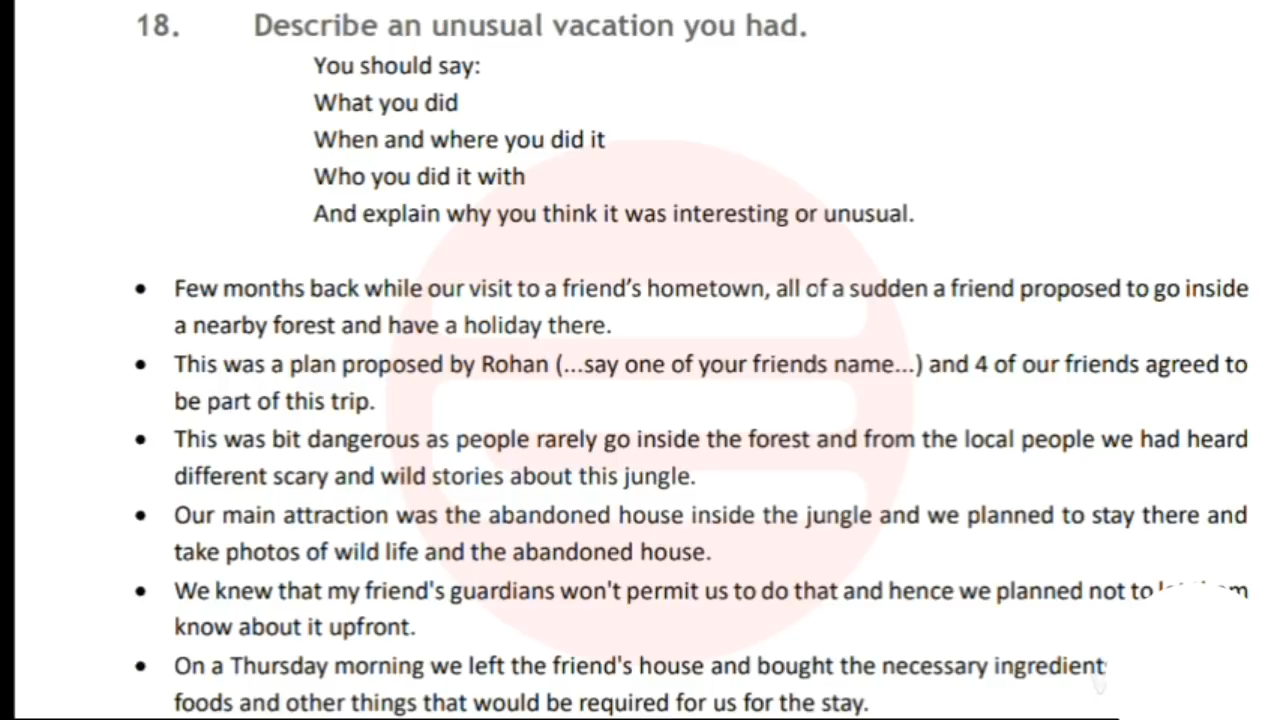 18. Describe an unusual vacation you had.
You should say:
What you did
When and where you did it
Who you did it with
And explain why you think it was interesting or unusual.
• Few months back while our visit to a friend's hometown, all of a sudden a friend proposed to go inside
a nearby forest and have a holiday there.
• This was a plan proposed by Rohan (...say one of your friends name...) and 4 of our friends agreed to
be part of this trip.
• This was bit dangerous as people rarely go inside the forest and from the local people we had heard
different scary and wild stories about this jungle.
• Our main attraction was the abandoned house inside the jungle and we planned to stay there and
take photos of wild life and the abandoned house.
• We knew that my friend's guardians won't permit us to do that and hence we planned not to
know about it upfront.
• On a Thursday morning we left the friend's house and bought the necessary ingredient
foods and other things that would be required for us for the stay.